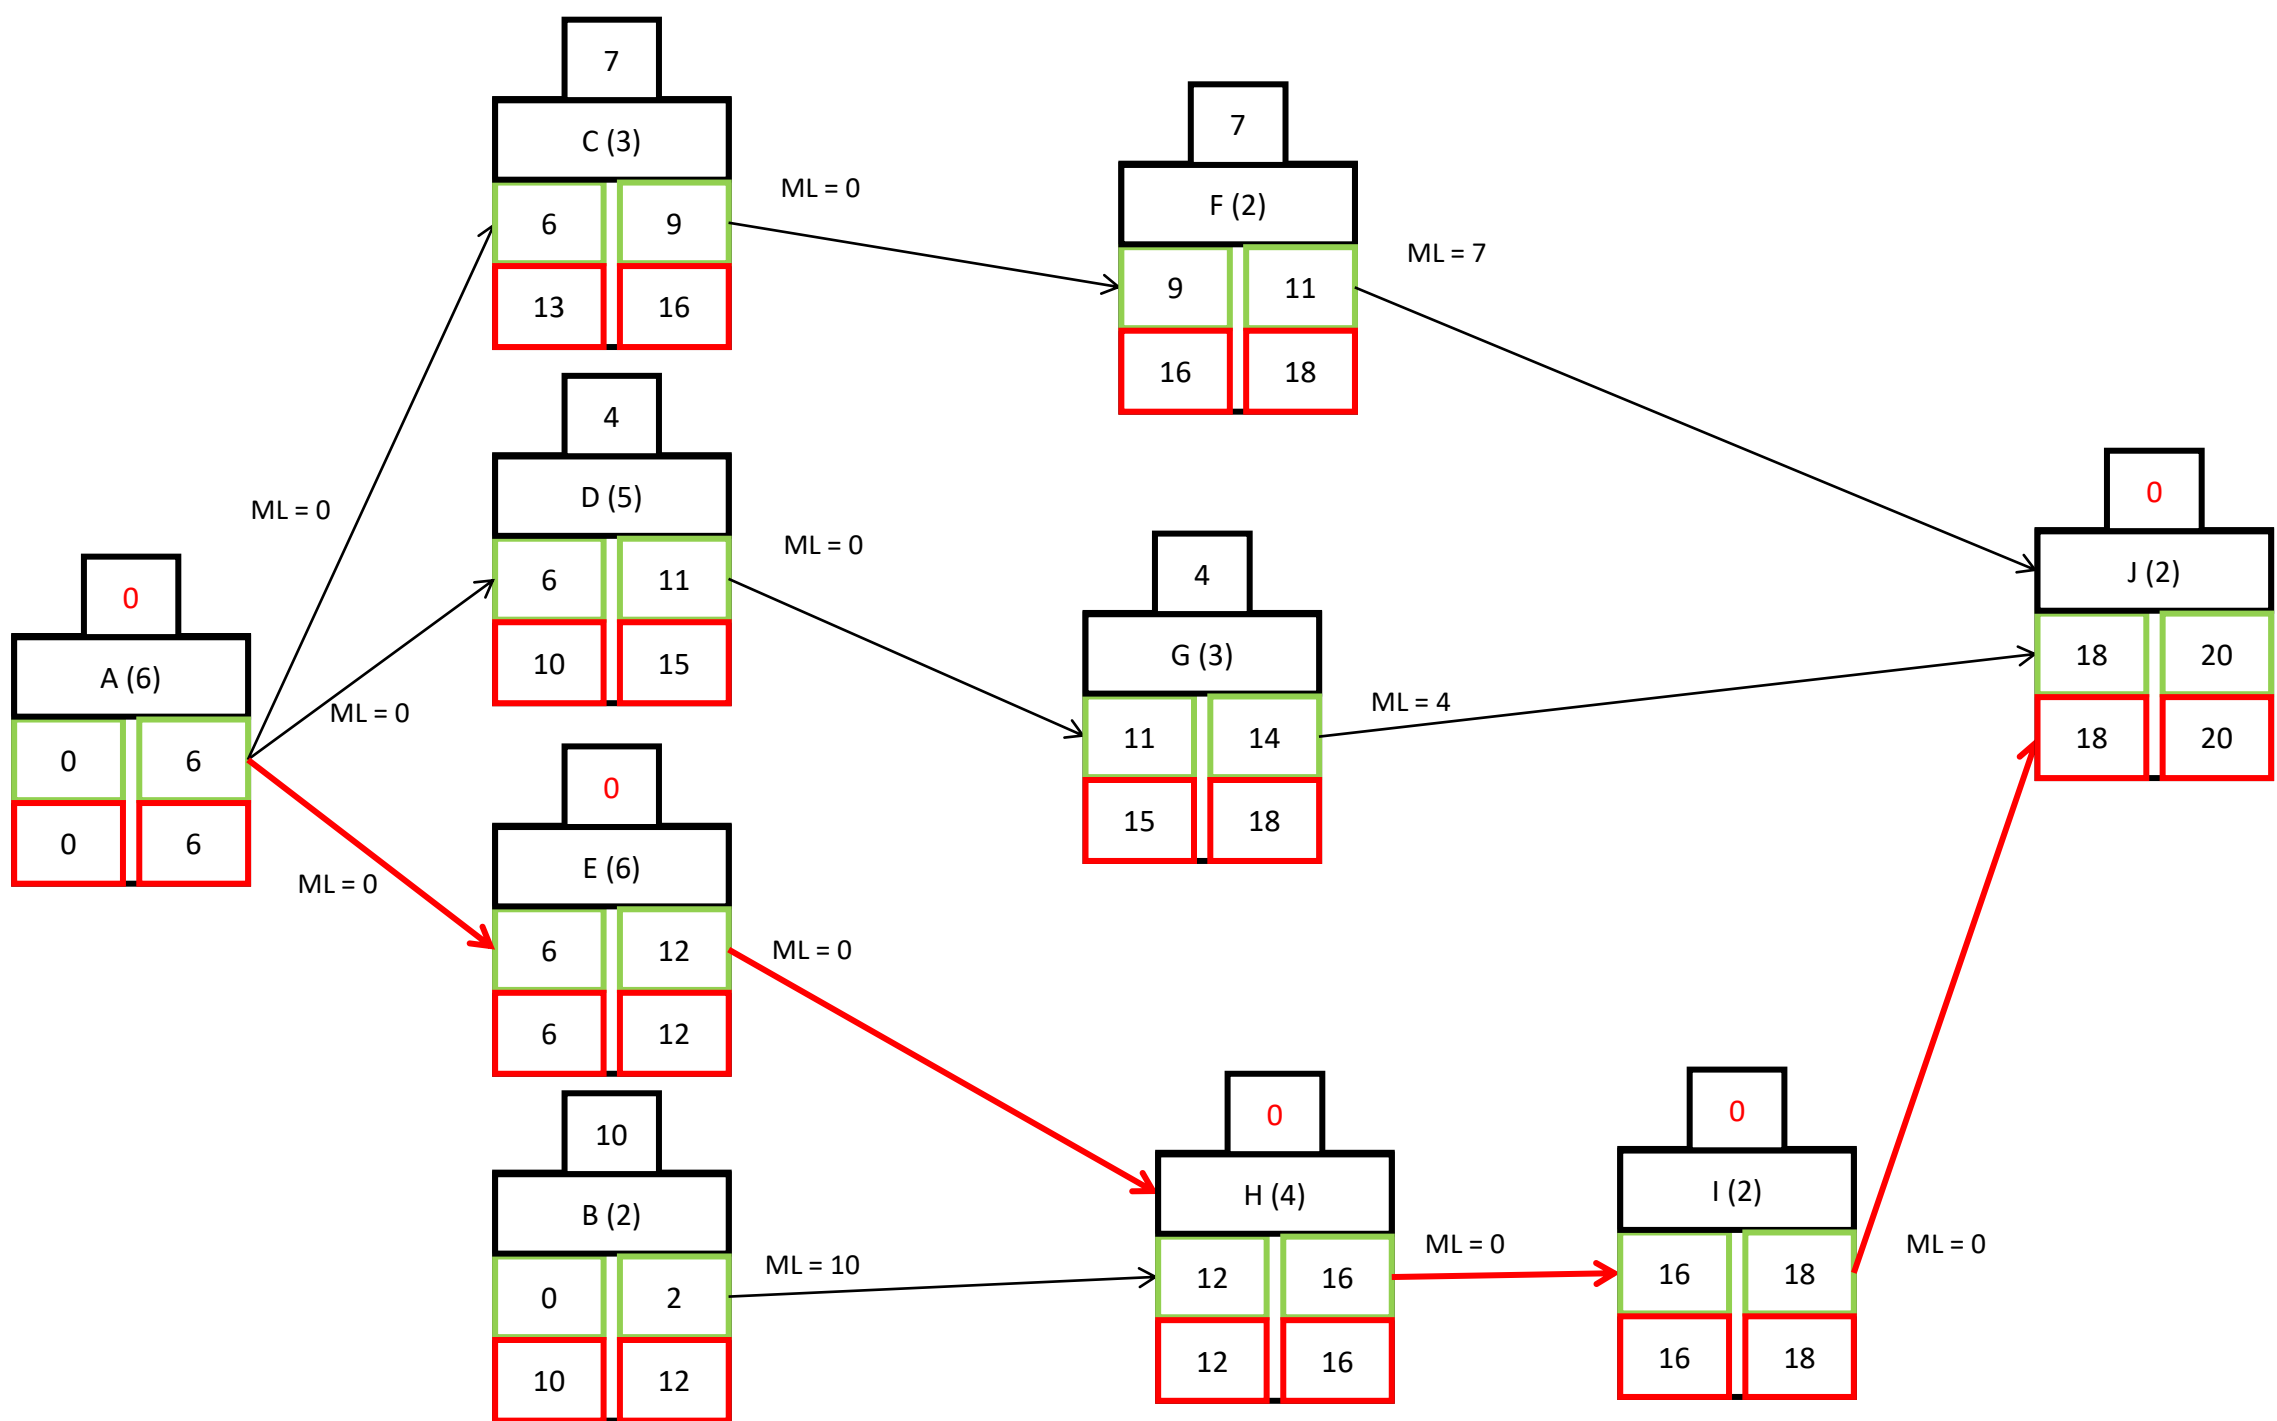 7
C (3)
6 9
13 16
ML = 0
7
F (2)
9 11
16 18
ML = 7
4
D (5)
6 11
10 15
ML = 0
4
G (3)
11 14
15 18
ML = 4
0
J (2)
18 20
18 20
0
A (6)
0 6
0 6
ML = 0
ML = 0
ML = 0
0
E (6)
6 12
6 12
ML = 0
10
B (2)
0 2
10 12
ML = 10
0
H (4)
12 16
12 16
ML = 0
0
I (2)
16 18
16 18
ML = 0